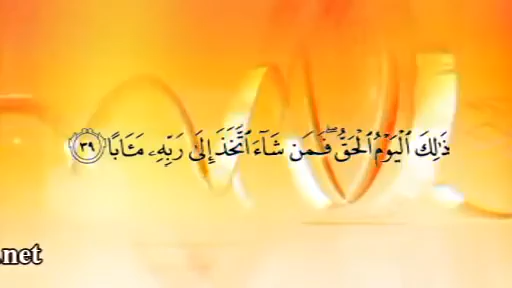 ذَٰلِكَ ٱلْيَوْمُ ٱلْحَقُّ ۖ فَمَن شَآءَ ٱتَّخَذَ إِلَىٰ رَبِّهِۦ مَـَٔابًا ٣٩
.net